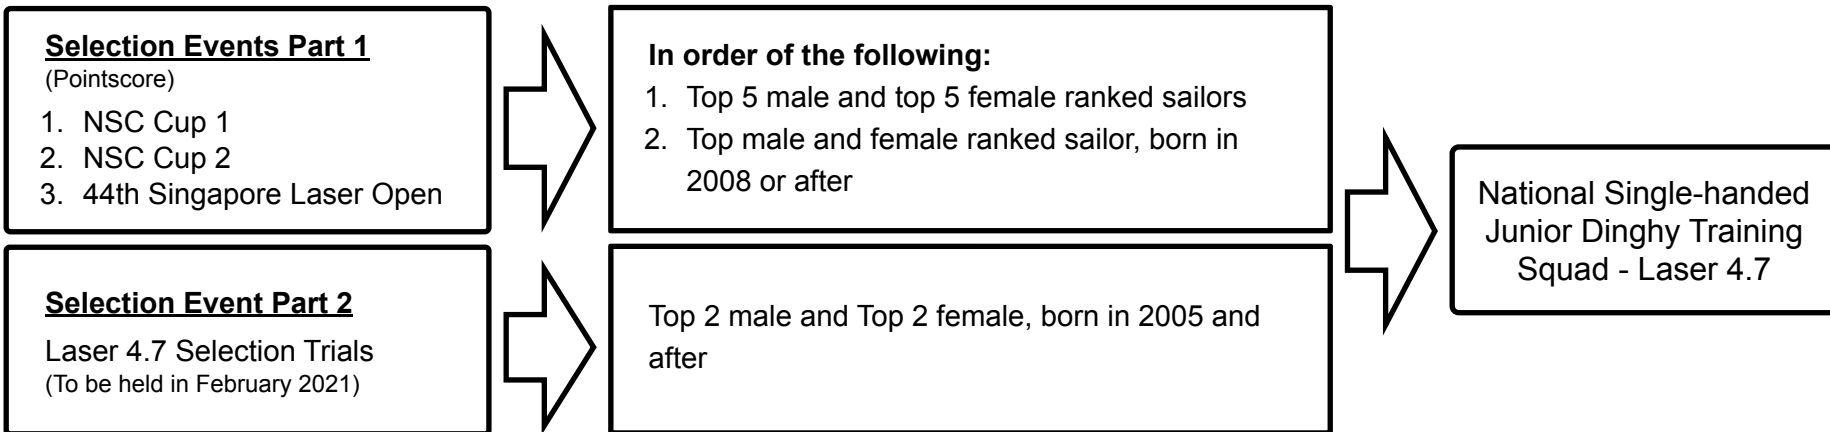 Selection Events Part 1
(Pointscore)
1. NSC Cup 1
2. NSC Cup 2
3. 44th Singapore Laser Open
In order of the following:
1. Top 5 male and top 5 female ranked sailors
2. Top male and female ranked sailor, born in
2008 or after
Selection Event Part 2
Laser 4.7 Selection Trials
(To be held in February 2021)
Top 2 male and Top 2 female, born in 2005 and
after
National Single-handed
Junior Dinghy Training
Squad - Laser 4.7